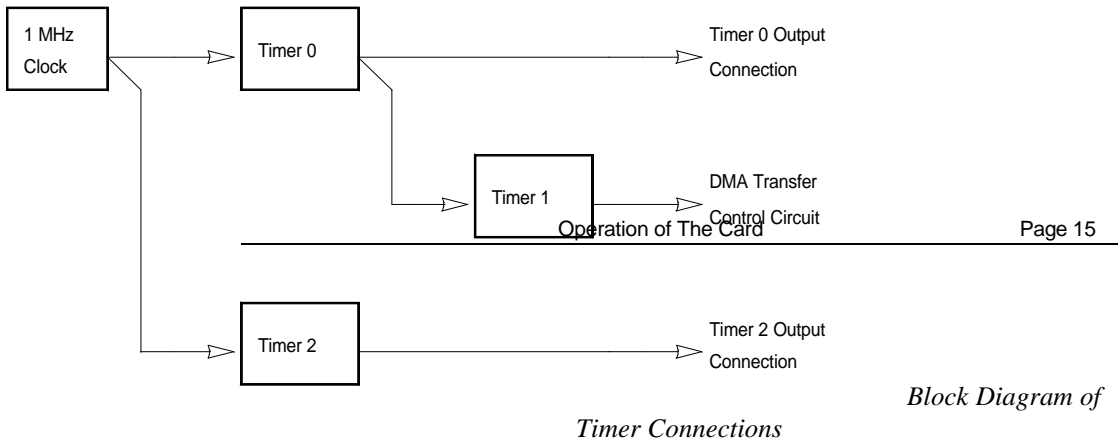 1 MHz
Clock
Timer 0
Timer 0 Output
Connection
Timer 1
DMA Transfer
Control Circuit
Operation of The Card
Page 15
Timer 2
Timer 2 Output
Connection
Block Diagram of
Timer Connections